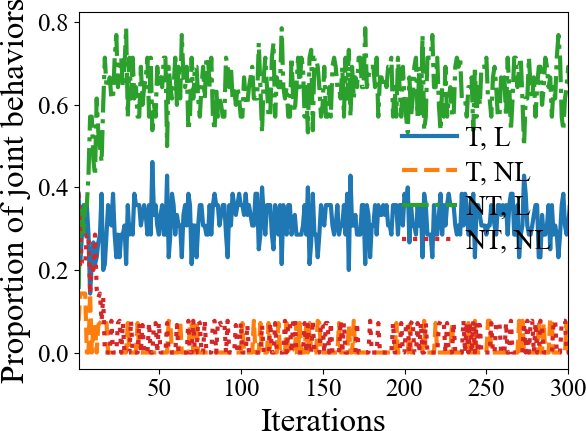 Proportion of joint behaviors
0.8
0.6
0.4
0.2
0.0
T, L
T, NL
NT, L
NT, NL
50
100
150
200
250
300
Iterations